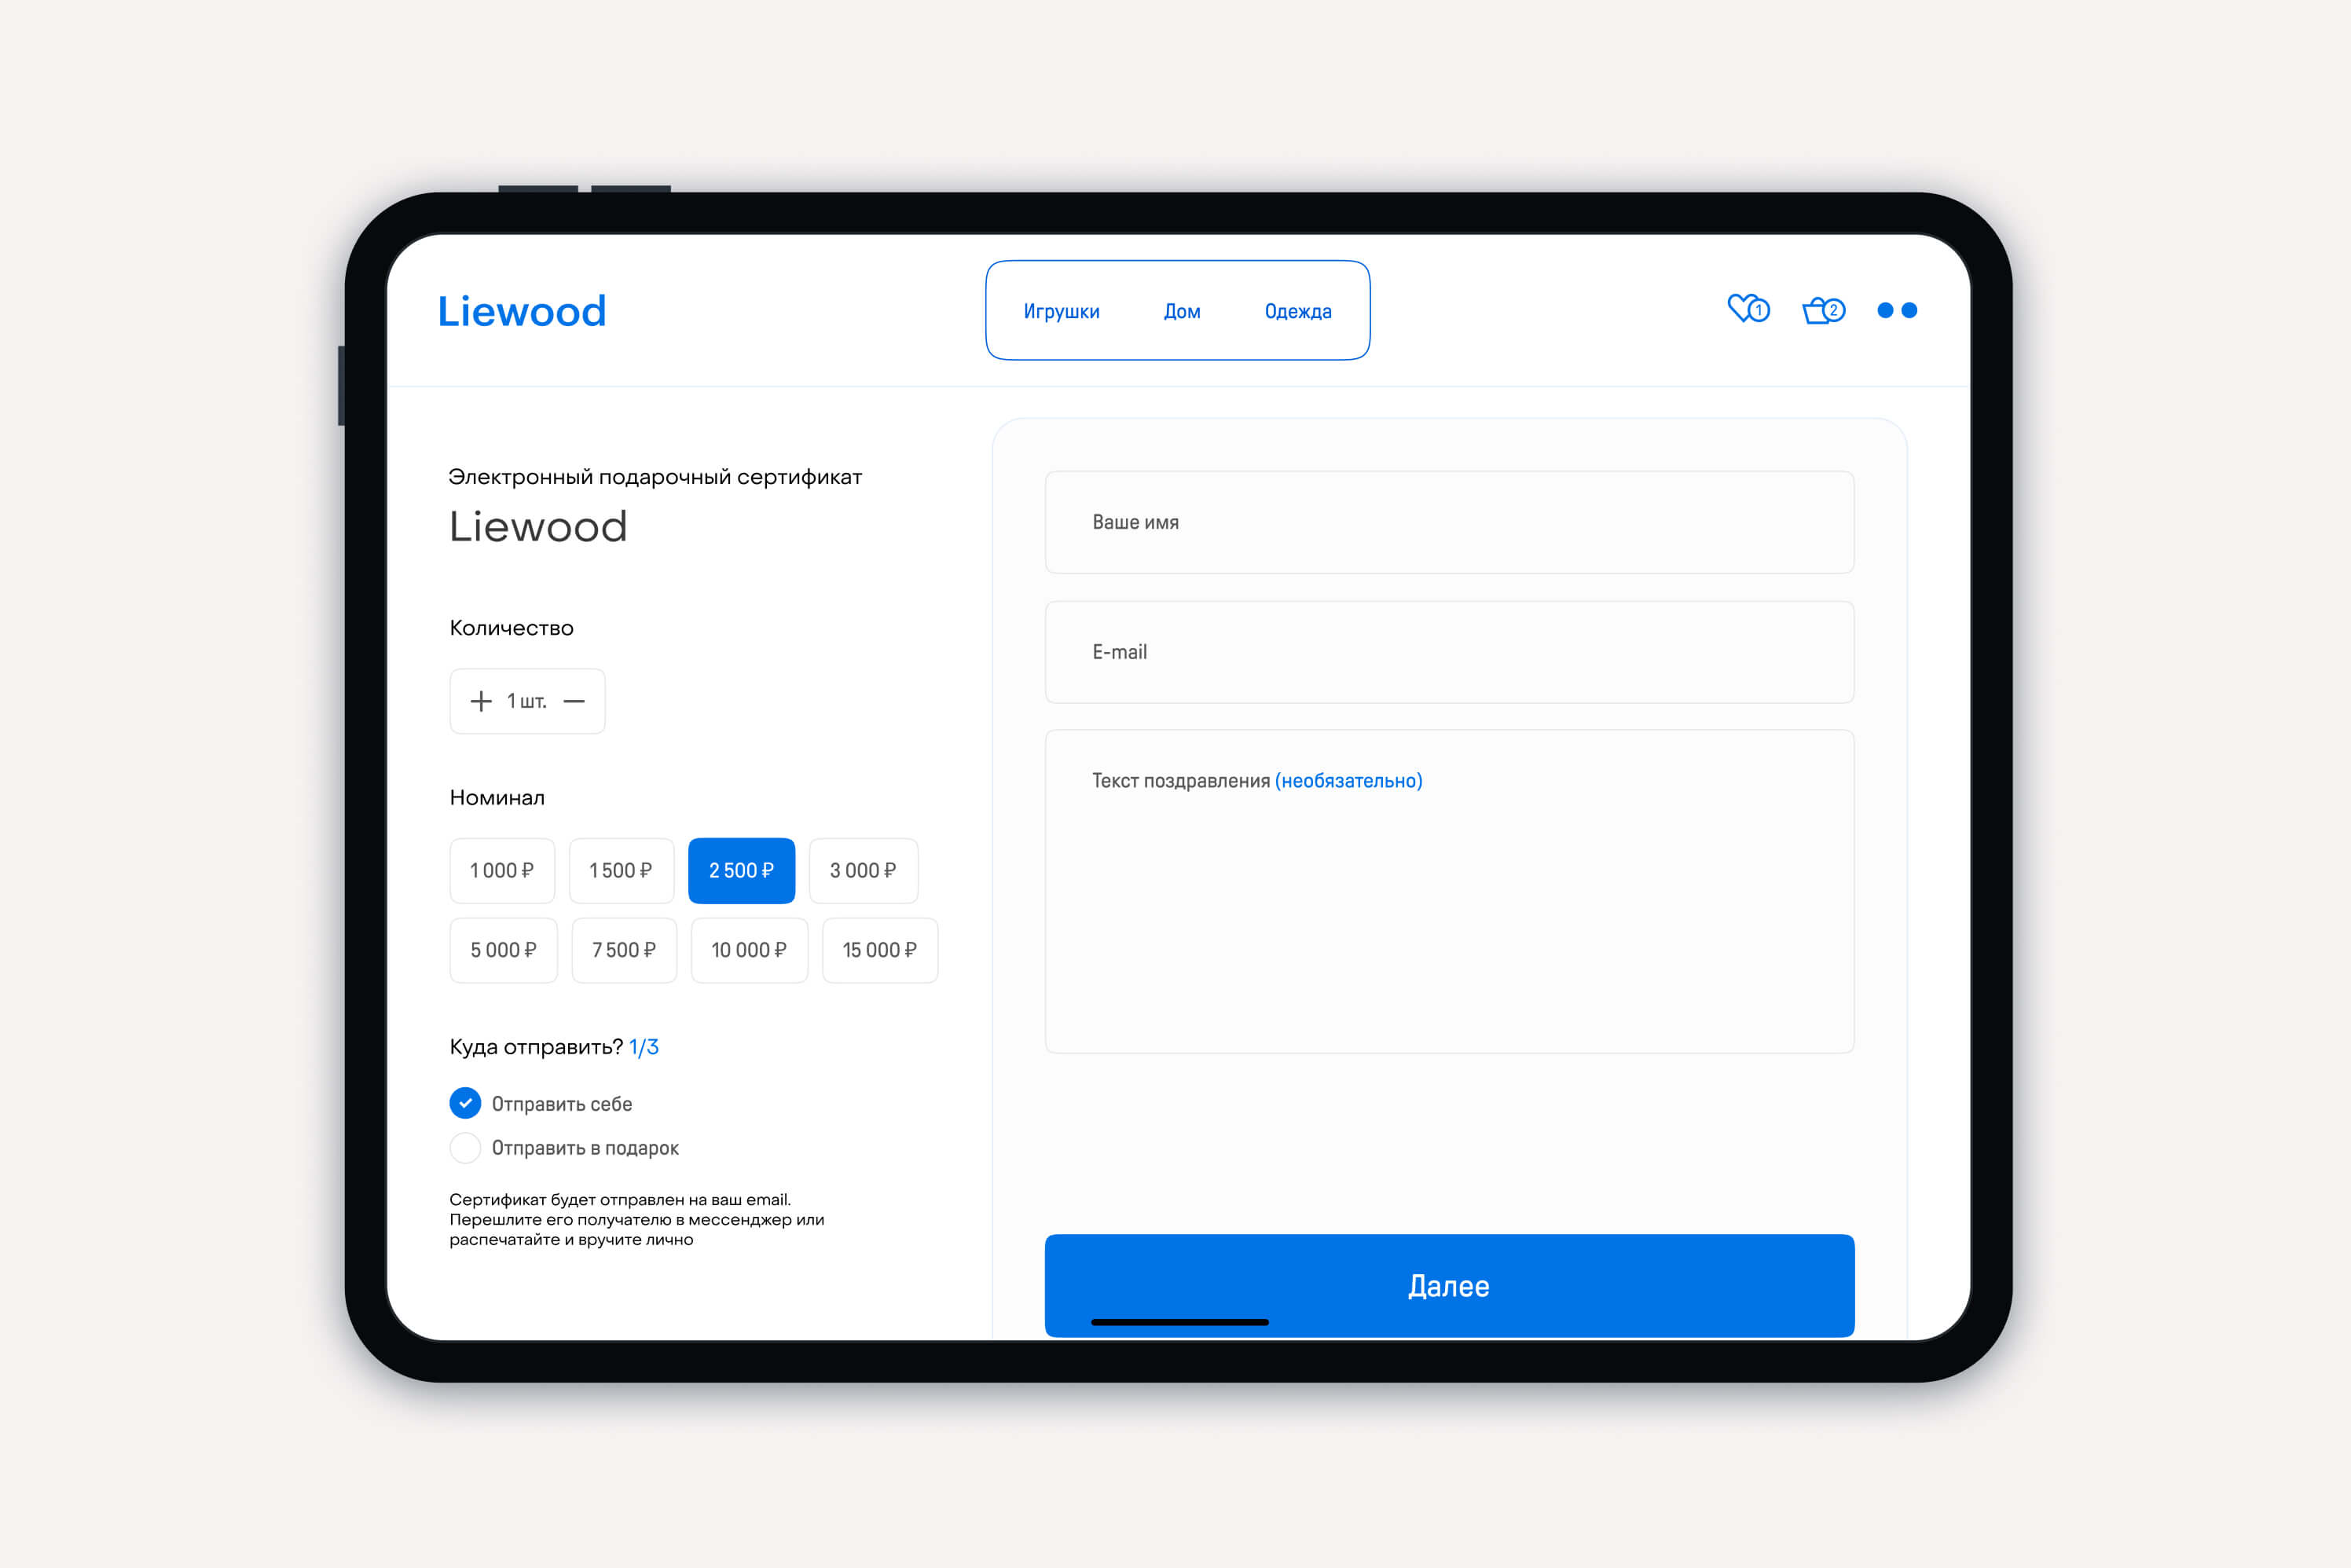 Liewood
Игрушки Дом Одежда
1 2
Электронный подарочный сертификат
Liewood
Количество
1 шт.
Номинал
1 000 ₽ 1 500 ₽ 2 500 ₽ 3 000 ₽
5 000 ₽ 7 500 ₽ 10 000 ₽ 15 000 ₽
Куда отправить? 1/3
Отправить себе
Отправить в подарок
Сертификат будет отправлен на ваш email.
Перешлите его получателю в мессенджер или
распечатайте и вручите лично
Ваше имя
E-mail
Текст поздравления (необязательно)
Далее